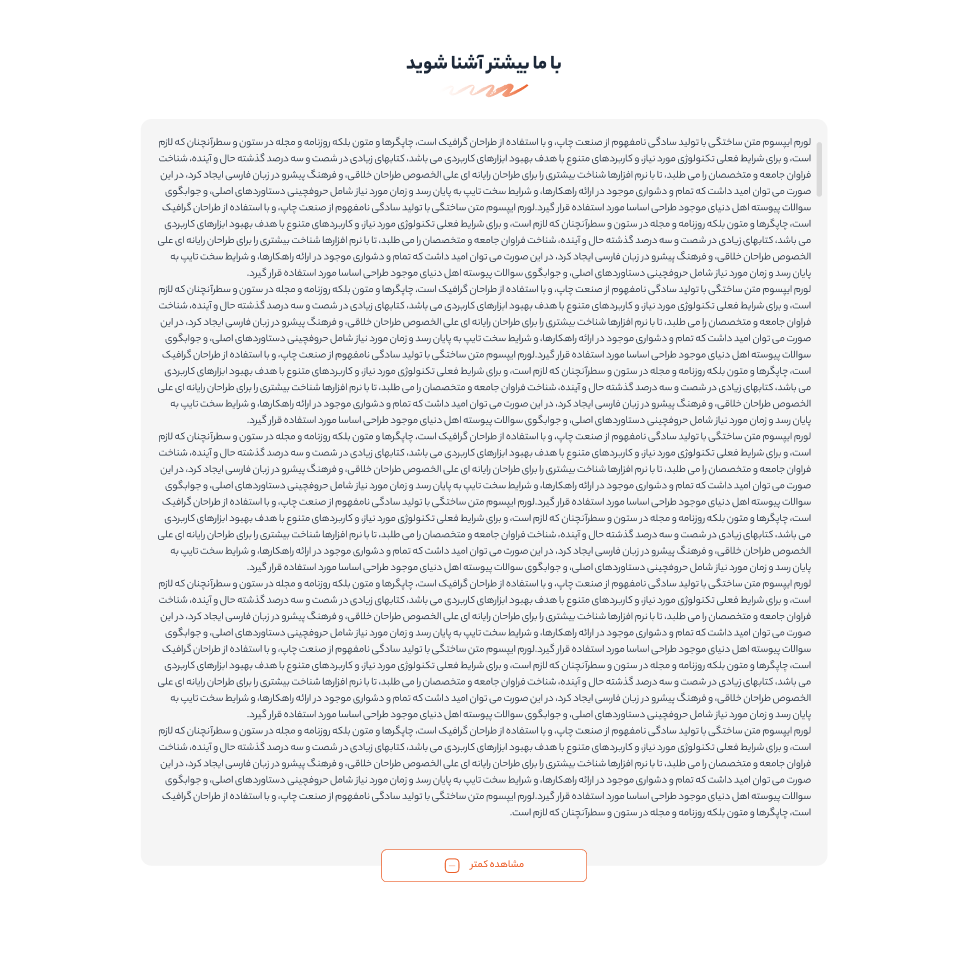 با ما بیشتر آشنا شوید
لورم ایپسوم متن ساختگی با تولید سادگی نامفهوم از صنعت چاپ، و با استفاده از طراحان گرافیک است، چاپگرها و متون بلکه روزنامه و مجله در ستون و سطرآنچنان که لازم
است، و برای شرایط فعلی تکنولوژی مورد نیاز، و کاربردهای متنوع با هدف بهبود ابزارهای کاربردی می باشد، کتابهای زیادی در شصت و سه درصد گذشته حال و آینده، شناخت
فراوان جامعه و متخصصان را می طلبد، تا با نرم افزارها شناخت بیشتری را برای طراحان رایانه ای علی الخصوص طراحان خلاقی، و فرهنگ پیشرو در زبان فارسی ایجاد کرد، در این
صورت می توان امید داشت که تمام و دشواری موجود در ارائه راهکارها، و شرایط سخت تایپ به پایان رسد و زمان مورد نیاز شامل حروفچینی دستاوردهای اصلی، و جوابگوی
سوالات پیوسته اهل دنیای موجود طراحی اساسا مورد استفاده قرار گیرد.لورم ایپسوم متن ساختگی با تولید سادگی نامفهوم از صنعت چاپ، و با استفاده از طراحان گرافیک
است، چاپگرها و متون بلکه روزنامه و مجله در ستون و سطرآنچنان که لازم است، و برای شرایط فعلی تکنولوژی مورد نیاز، و کاربردهای متنوع با هدف بهبود ابزارهای کاربردی
می باشد، کتابهای زیادی در شصت و سه درصد گذشته حال و آینده، شناخت فراوان جامعه و متخصصان را می طلبد، تا با نرم افزارها شناخت بیشتری را برای طراحان رایانه ای علی
الخصوص طراحان خلاقی، و فرهنگ پیشرو در زبان فارسی ایجاد کرد، در این صورت می توان امید داشت که تمام و دشواری موجود در ارائه راهکارها، و شرایط سخت تایپ به
پایان رسد و زمان مورد نیاز شامل حروفچینی دستاوردهای اصلی، و جوابگوی سوالات پیوسته اهل دنیای موجود طراحی اساسا مورد استفاده قرار گیرد.
لورم ایپسوم متن ساختگی با تولید سادگی نامفهوم از صنعت چاپ، و با استفاده از طراحان گرافیک است، چاپگرها و متون بلکه روزنامه و مجله در ستون و سطرآنچنان که لازم
است، و برای شرایط فعلی تکنولوژی مورد نیاز، و کاربردهای متنوع با هدف بهبود ابزارهای کاربردی می باشد، کتابهای زیادی در شصت و سه درصد گذشته حال و آینده، شناخت
فراوان جامعه و متخصصان را می طلبد، تا با نرم افزارها شناخت بیشتری را برای طراحان رایانه ای علی الخصوص طراحان خلاقی، و فرهنگ پیشرو در زبان فارسی ایجاد کرد، در این
صورت می توان امید داشت که تمام و دشواری موجود در ارائه راهکارها، و شرایط سخت تایپ به پایان رسد و زمان مورد نیاز شامل حروفچینی دستاوردهای اصلی، و جوابگوی
سوالات پیوسته اهل دنیای موجود طراحی اساسا مورد استفاده قرار گیرد.لورم ایپسوم متن ساختگی با تولید سادگی نامفهوم از صنعت چاپ، و با استفاده از طراحان گرافیک
است، چاپگرها و متون بلکه روزنامه و مجله در ستون و سطرآنچنان که لازم است، و برای شرایط فعلی تکنولوژی مورد نیاز، و کاربردهای متنوع با هدف بهبود ابزارهای کاربردی
می باشد، کتابهای زیادی در شصت و سه درصد گذشته حال و آینده، شناخت فراوان جامعه و متخصصان را می طلبد، تا با نرم افزارها شناخت بیشتری را برای طراحان رایانه ای علی
الخصوص طراحان خلاقی، و فرهنگ پیشرو در زبان فارسی ایجاد کرد، در این صورت می توان امید داشت که تمام و دشواری موجود در ارائه راهکارها، و شرایط سخت تایپ به
پایان رسد و زمان مورد نیاز شامل حروفچینی دستاوردهای اصلی، و جوابگوی سوالات پیوسته اهل دنیای موجود طراحی اساسا مورد استفاده قرار گیرد.
لورم ایپسوم متن ساختگی با تولید سادگی نامفهوم از صنعت چاپ، و با استفاده از طراحان گرافیک است، چاپگرها و متون بلکه روزنامه و مجله در ستون و سطرآنچنان که لازم
است، و برای شرایط فعلی تکنولوژی مورد نیاز، و کاربردهای متنوع با هدف بهبود ابزارهای کاربردی می باشد، کتابهای زیادی در شصت و سه درصد گذشته حال و آینده، شناخت
فراوان جامعه و متخصصان را می طلبد، تا با نرم افزارها شناخت بیشتری را برای طراحان رایانه ای علی الخصوص طراحان خلاقی، و فرهنگ پیشرو در زبان فارسی ایجاد کرد، در این
صورت می توان امید داشت که تمام و دشواری موجود در ارائه راهکارها، و شرایط سخت تایپ به پایان رسد و زمان مورد نیاز شامل حروفچینی دستاوردهای اصلی، و جوابگوی
سوالات پیوسته اهل دنیای موجود طراحی اساسا مورد استفاده قرار گیرد.لورم ایپسوم متن ساختگی با تولید سادگی نامفهوم از صنعت چاپ، و با استفاده از طراحان گرافیک
است، چاپگرها و متون بلکه روزنامه و مجله در ستون و سطرآنچنان که لازم است، و برای شرایط فعلی تکنولوژی مورد نیاز، و کاربردهای متنوع با هدف بهبود ابزارهای کاربردی
می باشد، کتابهای زیادی در شصت و سه درصد گذشته حال و آینده، شناخت فراوان جامعه و متخصصان را می طلبد، تا با نرم افزارها شناخت بیشتری را برای طراحان رایانه ای علی
الخصوص طراحان خلاقی، و فرهنگ پیشرو در زبان فارسی ایجاد کرد، در این صورت می توان امید داشت که تمام و دشواری موجود در ارائه راهکارها، و شرایط سخت تایپ به
پایان رسد و زمان مورد نیاز شامل حروفچینی دستاوردهای اصلی، و جوابگوی سوالات پیوسته اهل دنیای موجود طراحی اساسا مورد استفاده قرار گیرد.
لورم ایپسوم متن ساختگی با تولید سادگی نامفهوم از صنعت چاپ، و با استفاده از طراحان گرافیک است، چاپگرها و متون بلکه روزنامه و مجله در ستون و سطرآنچنان که لازم
است، و برای شرایط فعلی تکنولوژی مورد نیاز، و کاربردهای متنوع با هدف بهبود ابزارهای کاربردی می باشد، کتابهای زیادی در شصت و سه درصد گذشته حال و آینده، شناخت
فراوان جامعه و متخصصان را می طلبد، تا با نرم افزارها شناخت بیشتری را برای طراحان رایانه ای علی الخصوص طراحان خلاقی، و فرهنگ پیشرو در زبان فارسی ایجاد کرد، در این
صورت می توان امید داشت که تمام و دشواری موجود در ارائه راهکارها، و شرایط سخت تایپ به پایان رسد و زمان مورد نیاز شامل حروفچینی دستاوردهای اصلی، و جوابگوی
سوالات پیوسته اهل دنیای موجود طراحی اساسا مورد استفاده قرار گیرد.لورم ایپسوم متن ساختگی با تولید سادگی نامفهوم از صنعت چاپ، و با استفاده از طراحان گرافیک
است، چاپگرها و متون بلکه روزنامه و مجله در ستون و سطرآنچنان که لازم است، و برای شرایط فعلی تکنولوژی مورد نیاز، و کاربردهای متنوع با هدف بهبود ابزارهای کاربردی
می باشد، کتابهای زیادی در شصت و سه درصد گذشته حال و آینده، شناخت فراوان جامعه و متخصصان را می طلبد، تا با نرم افزارها شناخت بیشتری را برای طراحان رایانه ای علی
الخصوص طراحان خلاقی، و فرهنگ پیشرو در زبان فارسی ایجاد کرد، در این صورت می توان امید داشت که تمام و دشواری موجود در ارائه راهکارها، و شرایط سخت تایپ به
پایان رسد و زمان مورد نیاز شامل حروفچینی دستاوردهای اصلی، و جوابگوی سوالات پیوسته اهل دنیای موجود طراحی اساسا مورد استفاده قرار گیرد.
لورم ایپسوم متن ساختگی با تولید سادگی نامفهوم از صنعت چاپ، و با استفاده از طراحان گرافیک است، چاپگرها و متون بلکه روزنامه و مجله در ستون و سطرآنچنان که لازم
است، و برای شرایط فعلی تکنولوژی مورد نیاز، و کاربردهای متنوع با هدف بهبود ابزارهای کاربردی می باشد، کتابهای زیادی در شصت و سه درصد گذشته حال و آینده، شناخت
فراوان جامعه و متخصصان را می طلبد، تا با نرم افزارها شناخت بیشتری را برای طراحان رایانه ای علی الخصوص طراحان خلاقی، و فرهنگ پیشرو در زبان فارسی ایجاد کرد، در این
صورت می توان امید داشت که تمام و دشواری موجود در ارائه راهکارها، و شرایط سخت تایپ به پایان رسد و زمان مورد نیاز شامل حروفچینی دستاوردهای اصلی، و جوابگوی
سوالات پیوسته اهل دنیای موجود طراحی اساسا مورد استفاده قرار گیرد.لورم ایپسوم متن ساختگی با تولید سادگی نامفهوم از صنعت چاپ، و با استفاده از طراحان گرافیک
است، چاپگرها و متون بلکه روزنامه و مجله در ستون و سطرآنچنان که لازم است.
مشاهده کمتر